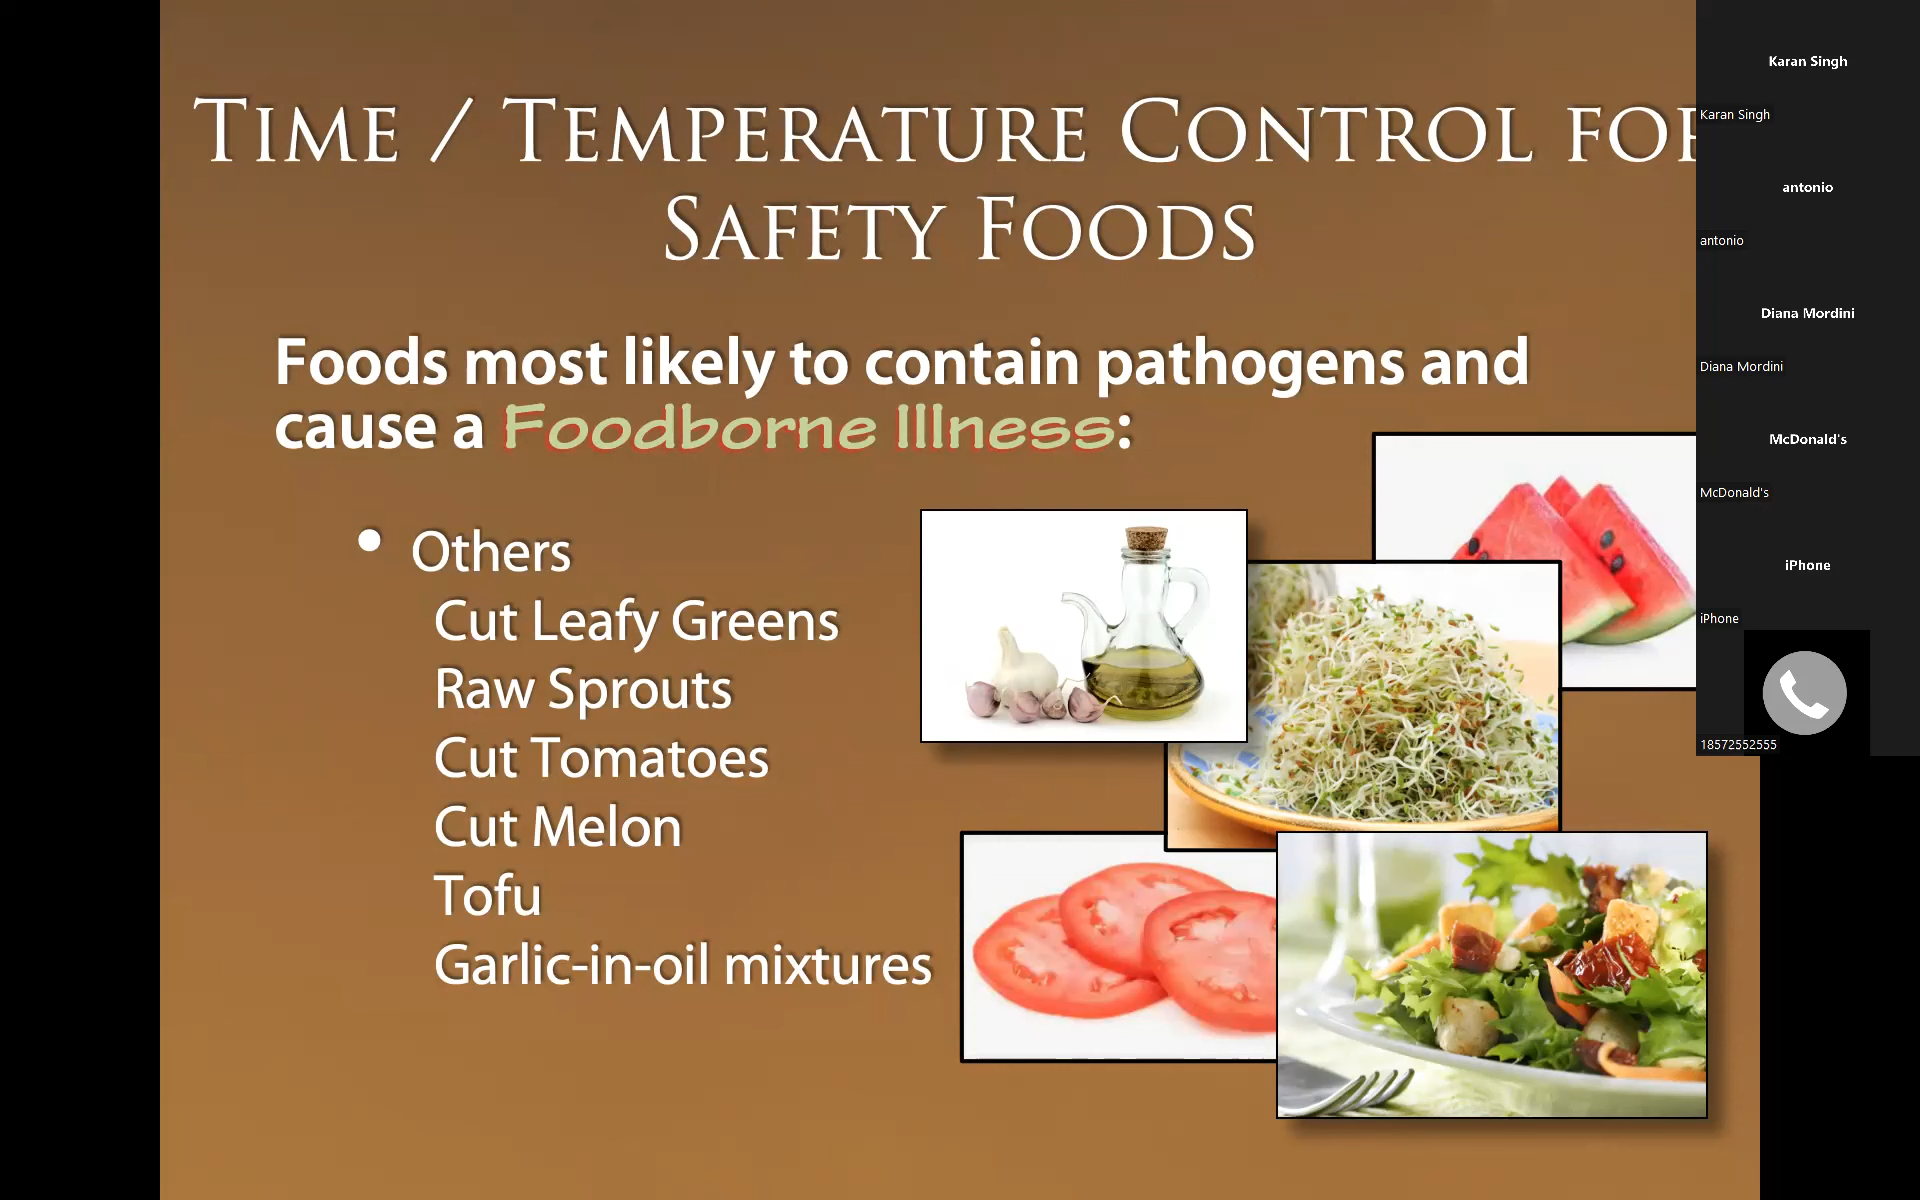 TIME / TEMPERATURE CONTROL FOR
SAFETY FOODS
Foods most likely to contain pathogens and
cause a Foodborne Illness:
• Others
Cut Leafy Greens
Raw Sprouts
Cut Tomatoes
Cut Melon
Tofu
Garlic-in-oil mixtures
Karan Singh
Karan Singh
antonio
antonio
Diana Mordini
Diana Mordini
McDonald's
McDonald's
iPhone
iPhone
18572552555